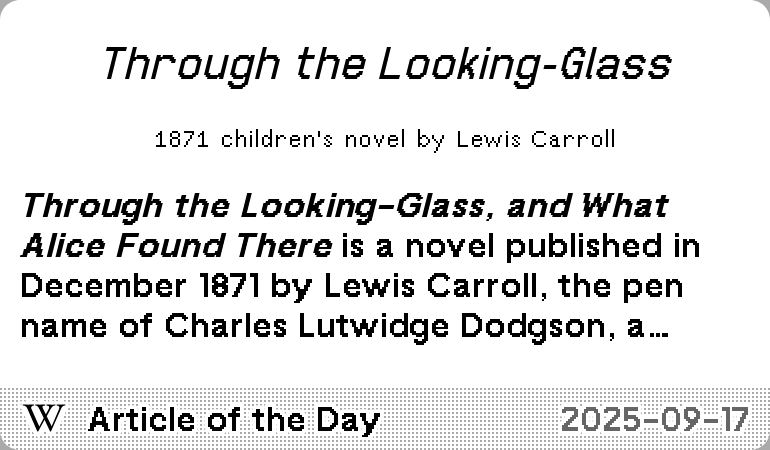 Through the Looking-Glass
1871 children's novel by Lewis Carroll
Through the Looking-Glass, and What
Alice Found There is a novel published in
December 1871 by Lewis Carroll, the pen
name of Charles Lutwidge Dodgson, a…
W Article of the Day 2025-09-17